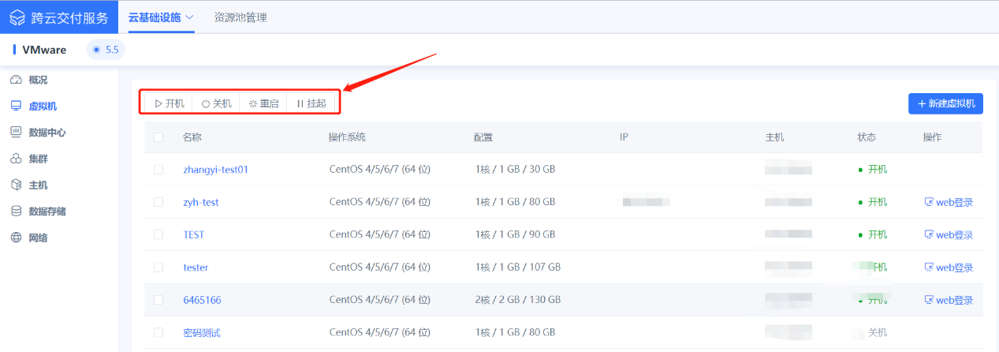 跨云交付服务 云基础设施 资源池管理
VMware 5.5
概况
虚拟机
数据中心
集群
主机
数据存储
网络
开机 关机 重启 挂起
+ 新建虚拟机
名称 操作系统 配置 IP 主机 状态 操作
zhangyi-test01 CentOS 4/5/6/7 (64 位) 1核 / 1 GB / 30 GB 开机
zyh-test CentOS 4/5/6/7 (64 位) 1核 / 1 GB / 80 GB 开机 web登录
TEST CentOS 4/5/6/7 (64 位) 1核 / 1 GB / 90 GB 开机 web登录
tester CentOS 4/5/6/7 (64 位) 1核 / 1 GB / 107 GB 开机 web登录
6465166 CentOS 4/5/6/7 (64 位) 2核 / 2 GB / 130 GB 开机 web登录
密码测试 CentOS 4/5/6/7 (64 位) 1核 / 1 GB / 80 GB 关机